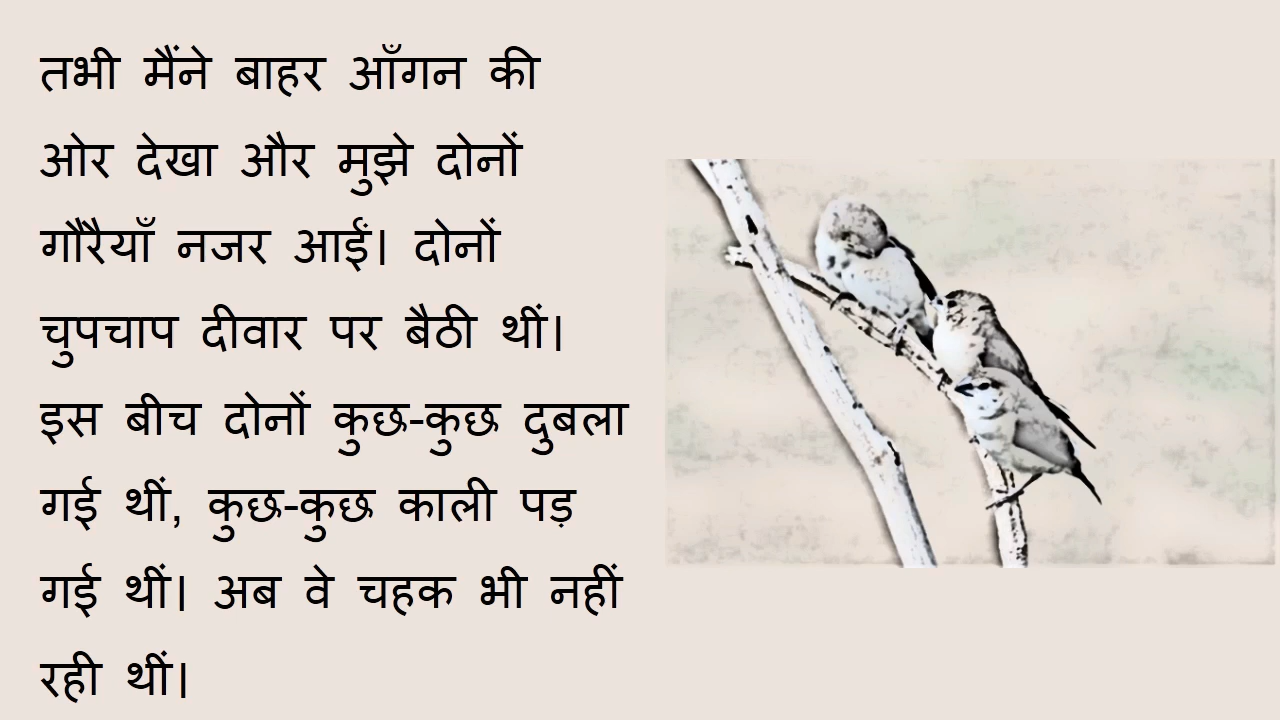 तभी मैंने बाहर आँगन की
ओर देखा और मुझे दोनों
गौरैयाँ नजर आईं। दोनों
चुपचाप दीवार पर बैठी थीं।
इस बीच दोनों कुछ-कुछ दुबला
गई थीं, कुछ-कुछ काली पड़
गई थीं। अब वे चहक भी नहीं
रही थीं।